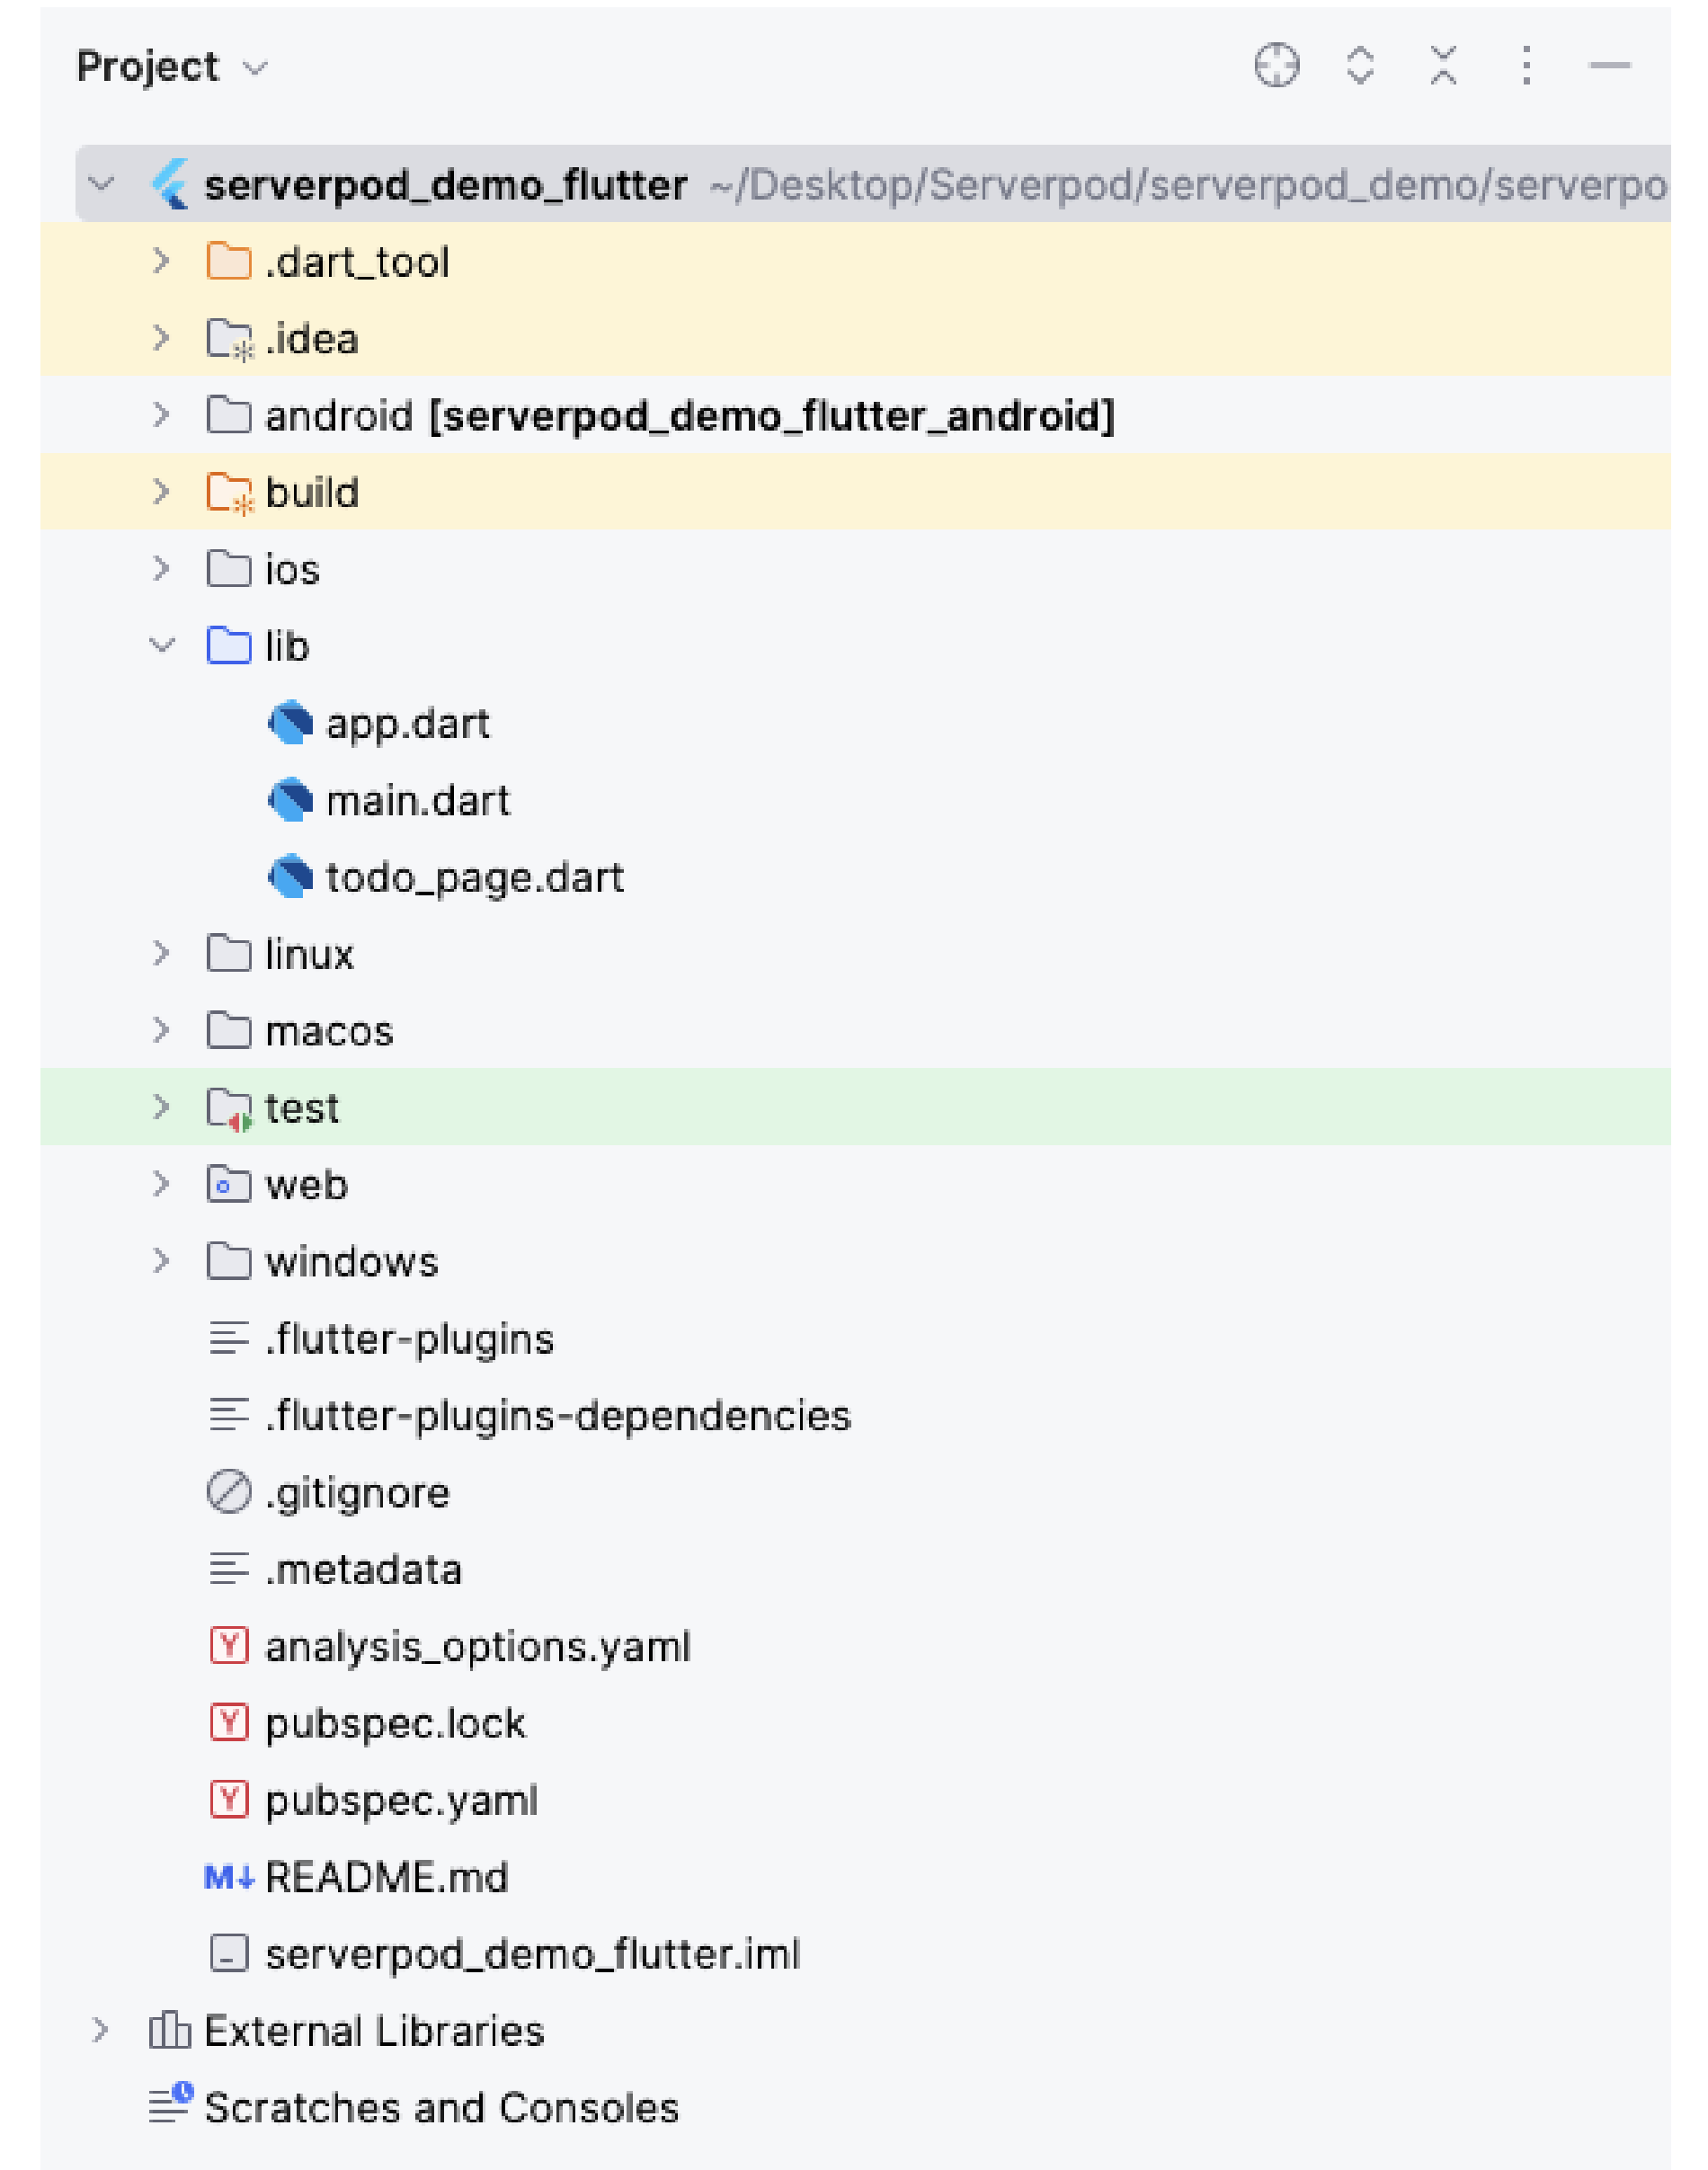 Project
serverpod_demo_flutter ~/Desktop/Serverpod/serverpod_demo/serverpo
.dart_tool
.idea
android [serverpod_demo_flutter_android]
build
ios
lib
app.dart
main.dart
todo_page.dart
linux
macos
test
web
windows
.flutter-plugins
.flutter-plugins-dependencies
.gitignore
.metadata
analysis_options.yaml
pubspec.lock
pubspec.yaml
README.md
serverpod_demo_flutter.iml
External Libraries
Scratches and Consoles